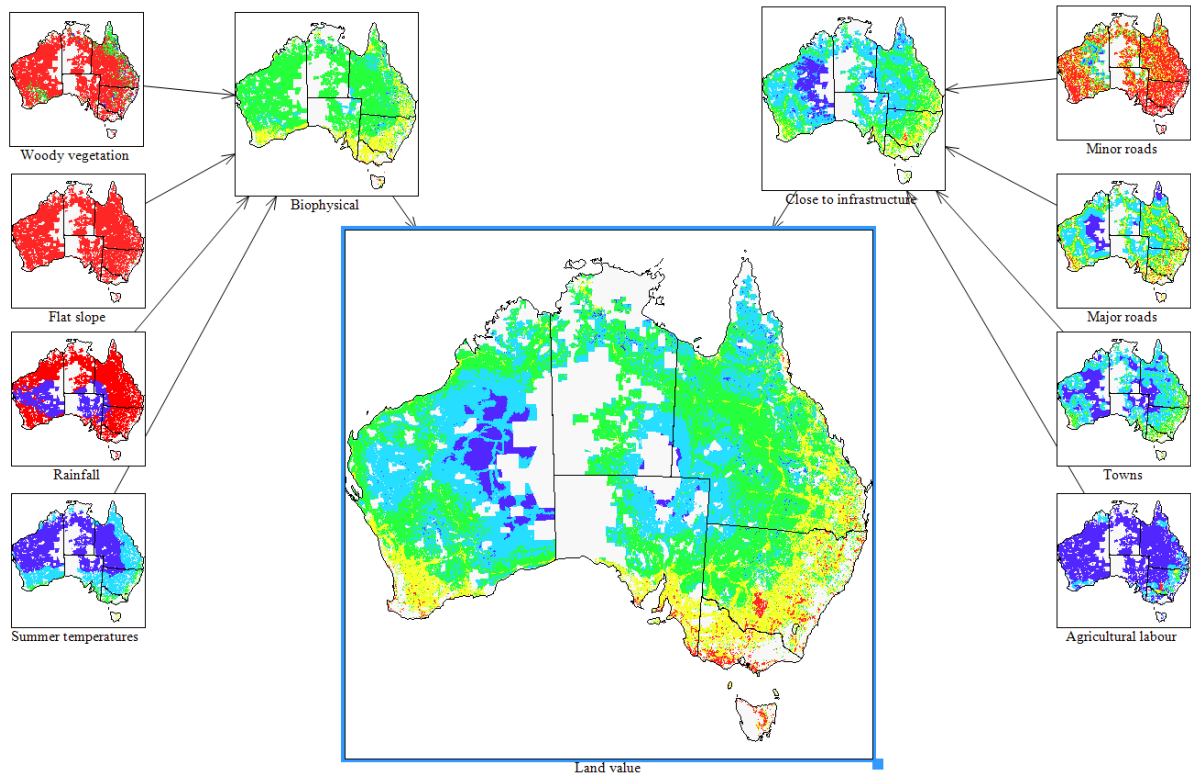 Woody vegetation
Biophysical
Close to infrastructure
Minor roads
Flat slope
Major roads
Rainfall
Towns
Summer temperatures
Agricultural labour
Land value